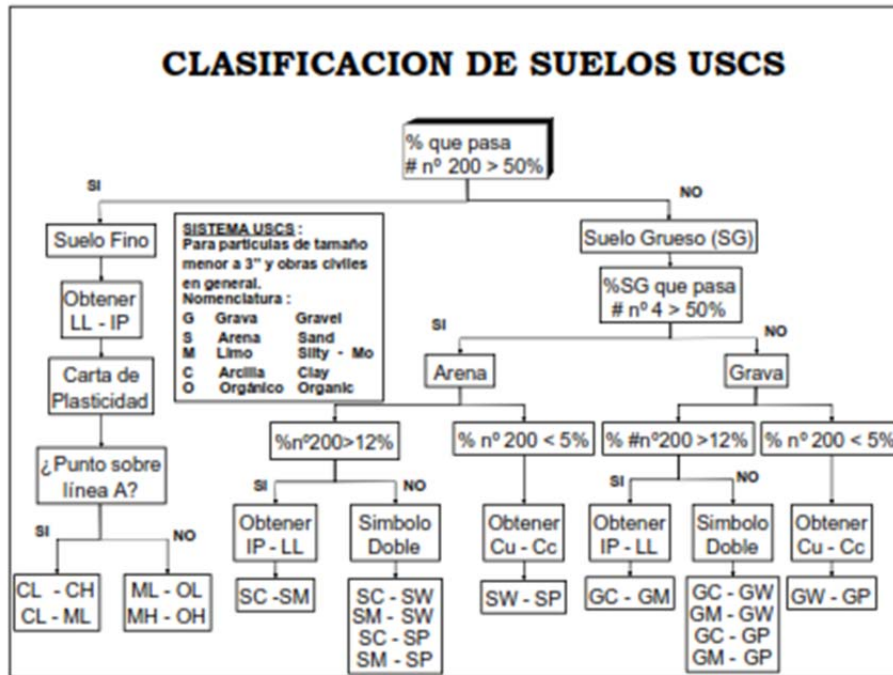 CLASIFICACION DE SUELOS USCS
% que pasa
# nº 200 > 50%
SI
NO
Suelo Fino
SISTEMA USCS :
Para particulas de tamaño
menor a 3" y obras civiles
en general.
Nomenclatura :
G Grava Gravel
S Arena Sand
M Limo Silty - Mo
C Arcilla Clay
O Orgánico Organic
Suelo Grueso (SG)
Obtener
LL - IP
%SG que pasa
# nº 4 > 50%
SI
NO
Carta de
Plasticidad
Arena
Grava
¿Punto sobre
línea A?
%nº200>12%
% nº 200 < 5%
% #nº200 >12%
% nº 200 < 5%
SI
NO
SI
NO
SI
NO
Obtener
IP - LL
Simbolo
Doble
Obtener
Cu - Cc
Obtener
IP - LL
Simbolo
Doble
Obtener
Cu - Cc
CL - CH
CL - ML
ML - OL
MH - OH
SC -SM
SC - SW
SM - SW
SC - SP
SM - SP
SW - SP
GC - GM
GC - GW
GM - GW
GC - GP
GM - GP
GW - GP